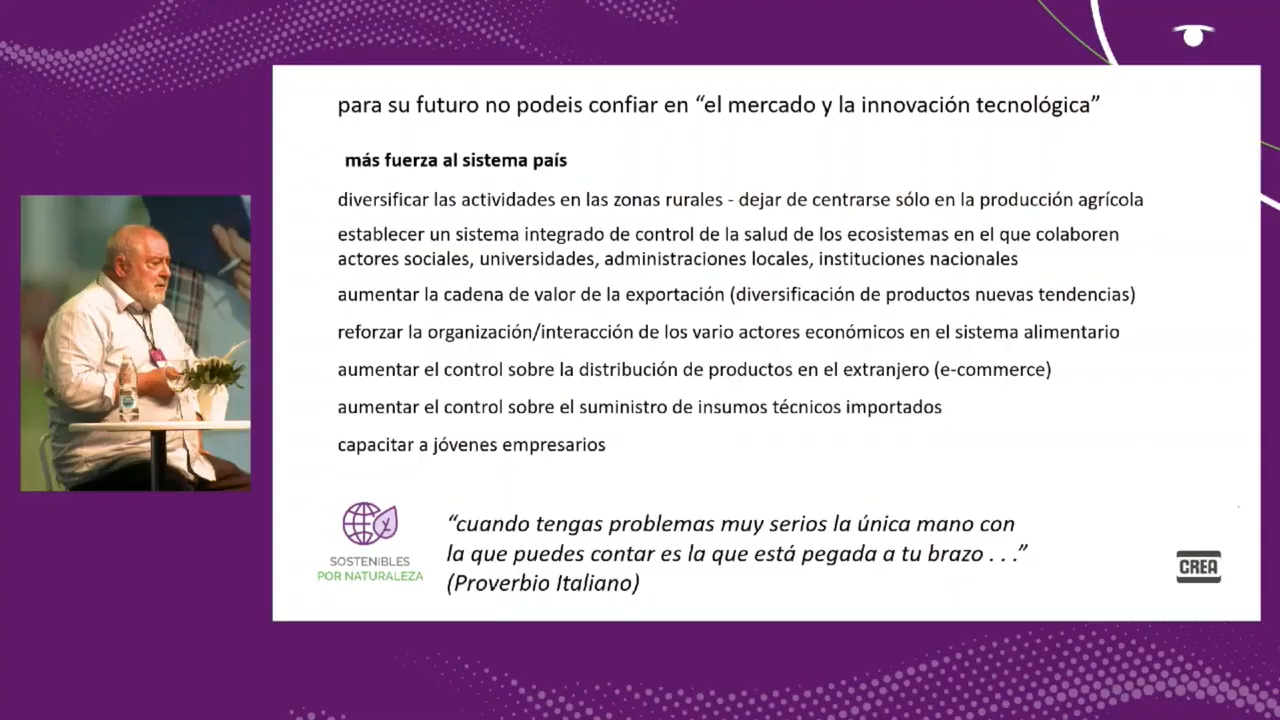 para su futuro no podeis confiar en “el mercado y la innovación tecnológica”
más fuerza al sistema país
diversificar las actividades en las zonas rurales - dejar de centrarse sólo en la producción agrícola
establecer un sistema integrado de control de la salud de los ecosistemas en el que colaboren
actores sociales, universidades, administraciones locales, instituciones nacionales
aumentar la cadena de valor de la exportación (diversificación de productos nuevas tendencias)
reforzar la organización/interacción de los vario actores económicos en el sistema alimentario
aumentar el control sobre la distribución de productos en el extranjero (e-commerce)
aumentar el control sobre el suministro de insumos técnicos importados
capacitar a jóvenes empresarios
“cuando tengas problemas muy serios la única mano con
la que puedes contar es la que está pegada a tu brazo . . .”
(Proverbio Italiano)
SOSTENIBLES
POR NATURALEZA
CREA